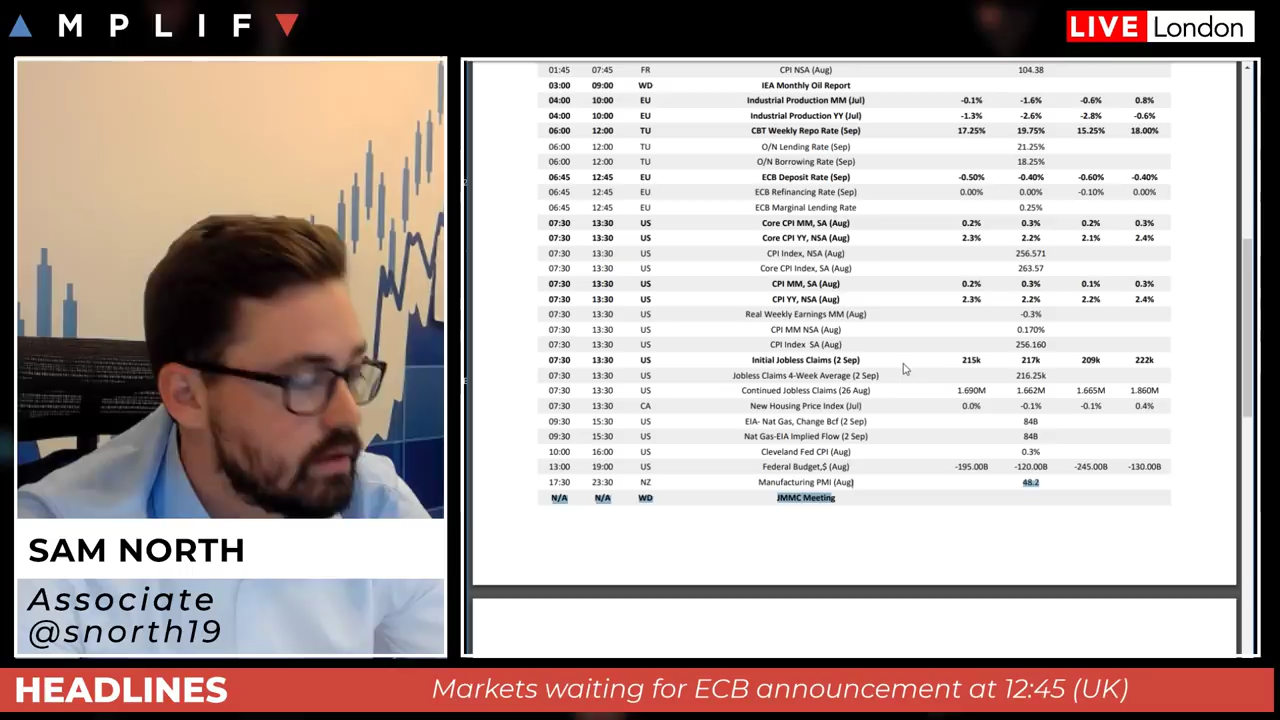 AMPLIFY
LIVE London
01:45 07:45 FR CPI NSA (Aug) 104.38
03:00 09:00 WD IEA Monthly Oil Report
04:00 10:00 EU Industrial Production MM (Jul) -0.1% -1.6% -0.6% 0.8%
04:00 10:00 EU Industrial Production YY (Jul) -1.3% -2.6% -2.8% -0.6%
06:00 12:00 TU CBT Weekly Repo Rate (Sep) 17.25% 19.75% 15.25% 18.00%
06:00 12:00 TU O/N Lending Rate (Sep) 21.25%
06:00 12:00 TU O/N Borrowing Rate (Sep) 18.25%
06:45 12:45 EU ECB Deposit Rate (Sep) -0.50% -0.40% -0.60% -0.40%
06:45 12:45 EU ECB Refinancing Rate (Sep) 0.00% 0.00% -0.10% 0.00%
06:45 12:45 EU ECB Marginal Lending Rate 0.25%
07:30 13:30 US Core CPI MM, SA (Aug) 0.2% 0.3% 0.2% 0.3%
07:30 13:30 US Core CPI YY, NSA (Aug) 2.3% 2.2% 2.1% 2.4%
07:30 13:30 US CPI Index, NSA (Aug) 256.571
07:30 13:30 US Core CPI Index, SA (Aug) 263.57
07:30 13:30 US CPI MM, SA (Aug) 0.2% 0.3% 0.1% 0.3%
07:30 13:30 US CPI YY, NSA (Aug) 2.3% 2.2% 2.2% 2.4%
07:30 13:30 US Real Weekly Earnings MM (Aug) -0.3%
07:30 13:30 US CPI MM NSA (Aug) 0.170%
07:30 13:30 US CPI Index SA (Aug) 256.160
07:30 13:30 US Initial Jobless Claims (2 Sep) 215k 217k 209k 222k
07:30 13:30 US Jobless Claims 4-Week Average (2 Sep) 216.25k
07:30 13:30 US Continued Jobless Claims (26 Aug) 1.690M 1.662M 1.665M 1.860M
07:30 13:30 CA New Housing Price Index (Jul) 0.0% -0.1% -0.1% 0.4%
09:30 15:30 US EIA- Nat Gas, Change Bcf (2 Sep) 84B
09:30 15:30 US Nat Gas-EIA Implied Flow (2 Sep) 84B
10:00 16:00 US Cleveland Fed CPI (Aug) 0.3%
13:00 19:00 US Federal Budget,$ (Aug) -195.00B -120.00B -245.00B -130.00B
17:30 23:30 NZ Manufacturing PMI (Aug) 48.2
N/A N/A WD JMMC Meeting
SAM NORTH
Associate
@snorth19
HEADLINES
Markets waiting for ECB announcement at 12:45 (UK)